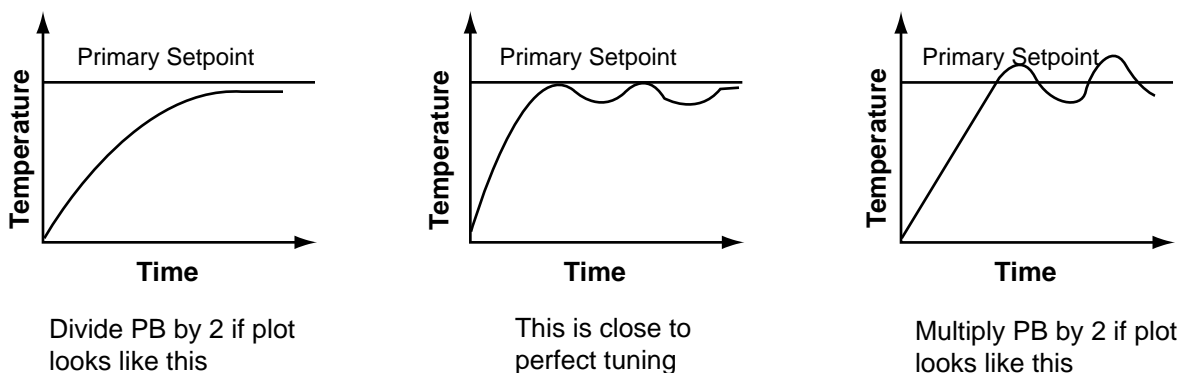 Primary Setpoint
Temperature
Time
Divide PB by 2 if plot
looks like this
Primary Setpoint
Temperature
Time
This is close to
perfect tuning
Primary Setpoint
Temperature
Time
Multiply PB by 2 if plot
looks like this